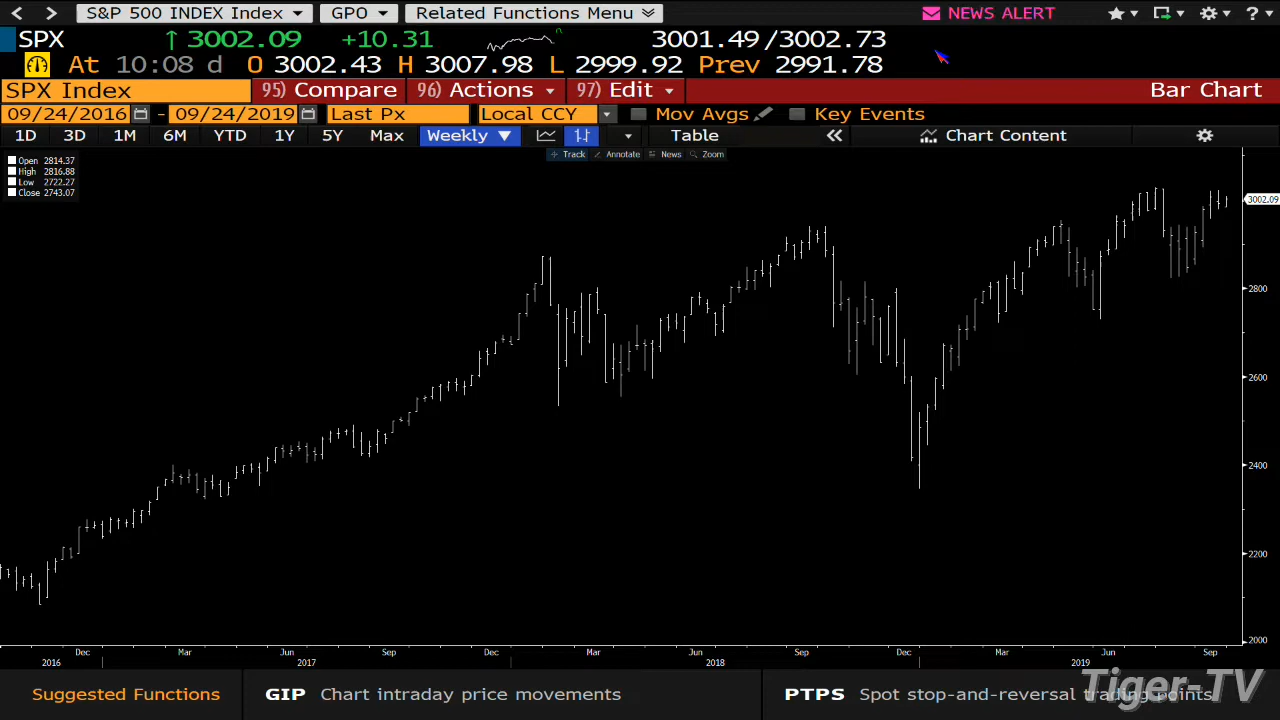 S&P 500 INDEX Index GPO Related Functions Menu NEWS ALERT ?
SPX ↑ 3002.09 +10.31 3001.49/3002.73
At 10:08 d O 3002.43 H 3007.98 L 2999.92 Prev 2991.78
SPX Index 95) Compare 96) Actions 97) Edit Bar Chart
09/24/2016 - 09/24/2019 Last Px Local CCY Mov Avgs Key Events
1D 3D 1M 6M YTD 1Y 5Y Max Weekly ▼ Table « Chart Content
Track Annotate News Zoom
Open 2814.37
High 2816.88
Low 2722.27
Close 2743.07
3002.09
2800
2600
2400
2200
2000
Dec Mar Jun Sep Dec Mar Jun Sep Dec Mar Jun Sep
2016 2017 2018 2019
Suggested Functions GIP Chart intraday price movements PTPS Spot stop-and-reversal trading points
Tiger-TV